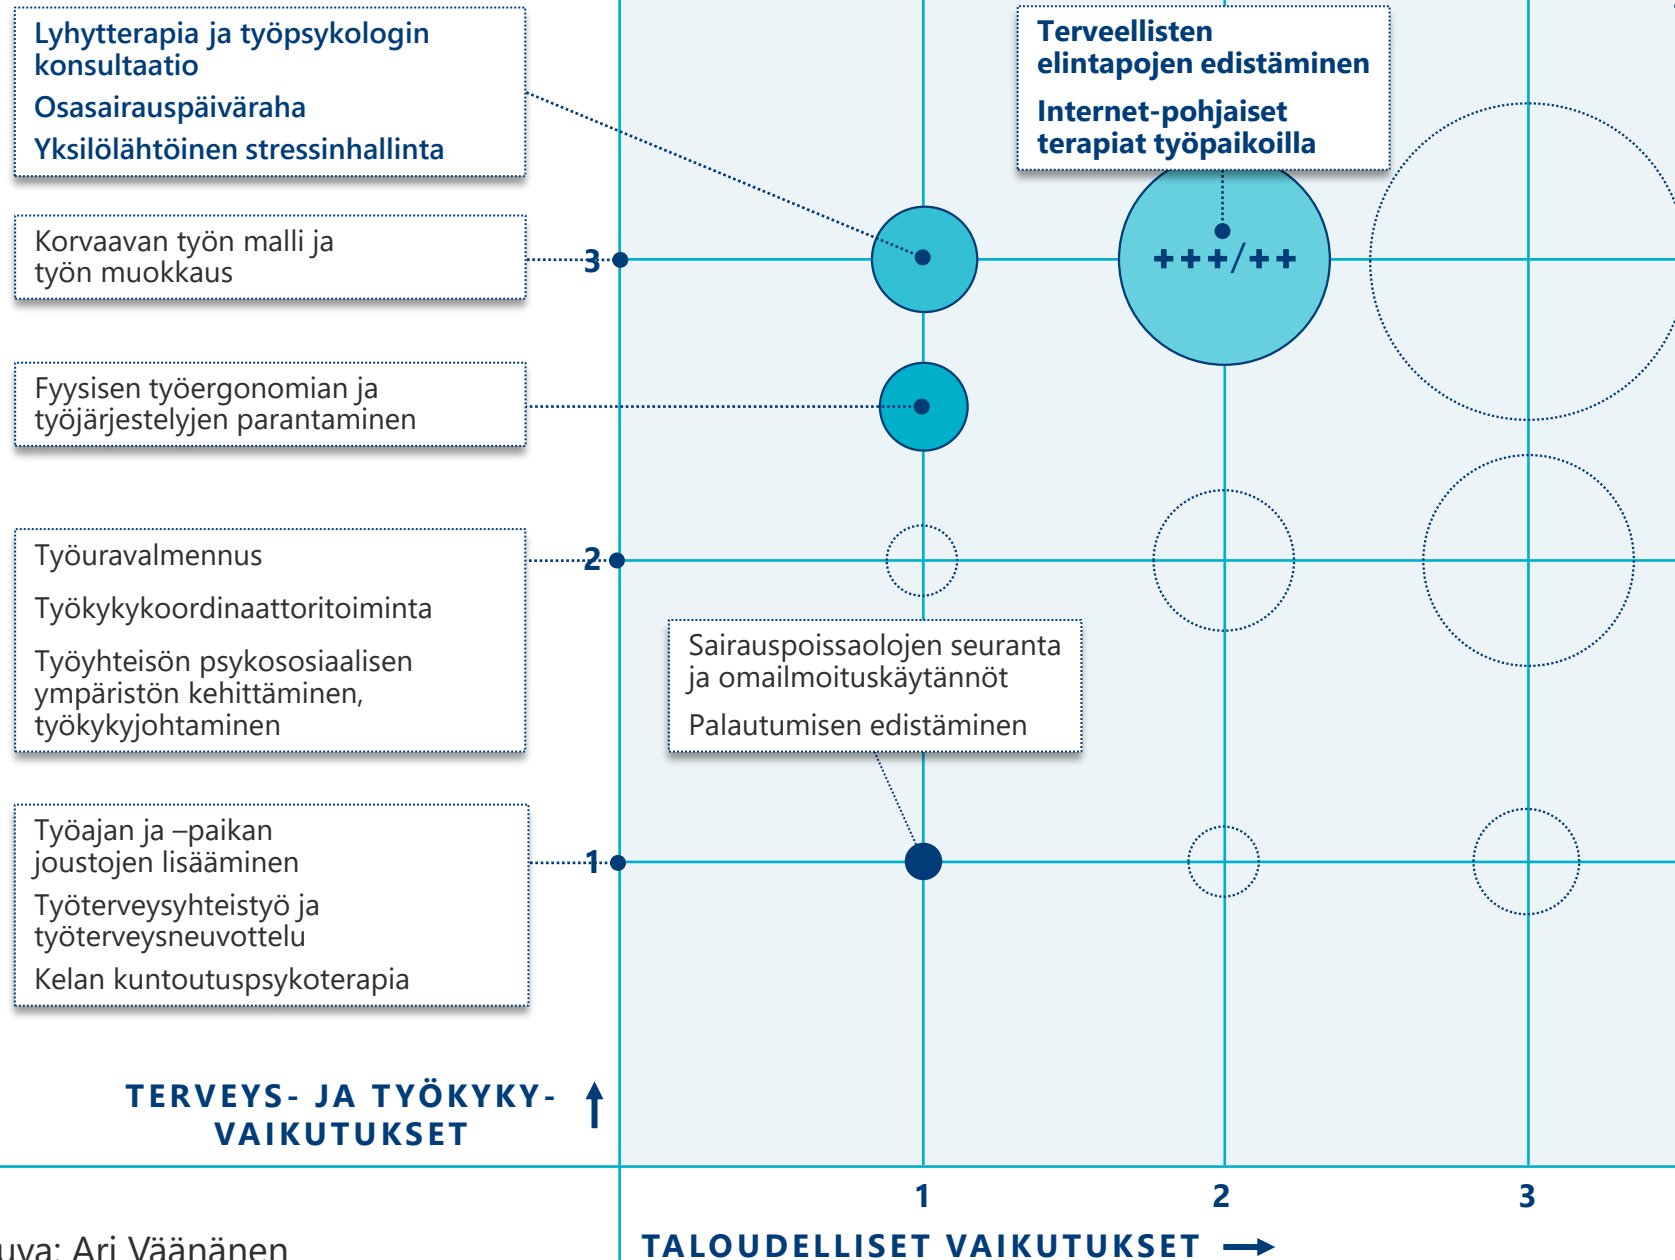 Lyhytterapia ja työpsykologin
konsultaatio
Osasairauspäiväraha
Yksilölähtöinen stressinhallinta
Terveellisten
elintapojen edistäminen
Internet-pohjaiset
terapiat työpaikoilla
+++/++
Korvaavan työn malli ja
työn muokkaus
3
Fyysisen työergonomian ja
työjärjestelyjen parantaminen
Työuravalmennus
Työkykykoordinaattoritoiminta
Työyhteisön psykososiaalisen
ympäristön kehittäminen,
työkykyjohtaminen
2
Sairauspoissaolojen seuranta
ja omailmoituskäytännöt
Palautumisen edistäminen
Työajan ja –paikan
joustojen lisääminen
Työterveysyhteistyö ja
työterveysneuvottelu
Kelan kuntoutuspsykoterapia
1
TERVEYS- JA TYÖKYKY-
VAIKUTUKSET
1 2 3
TALOUDELLISET VAIKUTUKSET
Ari Väänänen